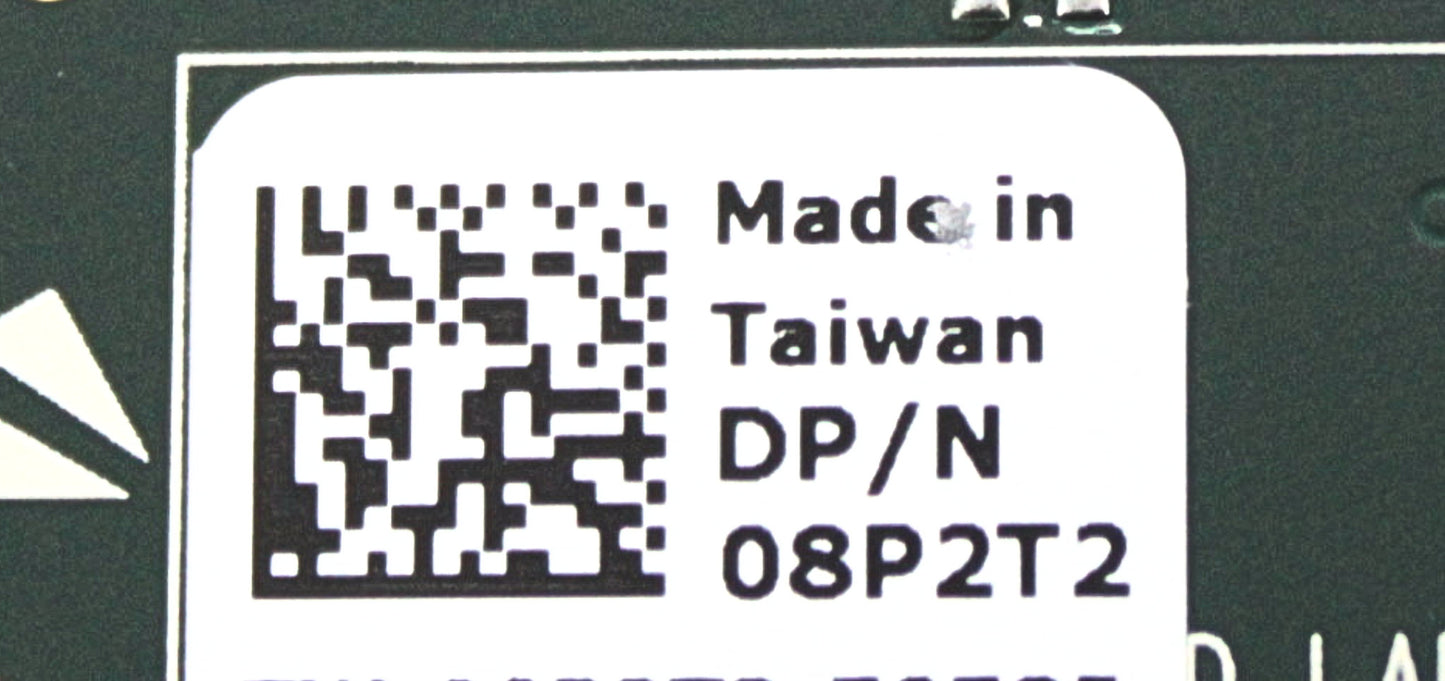 Made in
Taiwan
DP/N
08P2T2